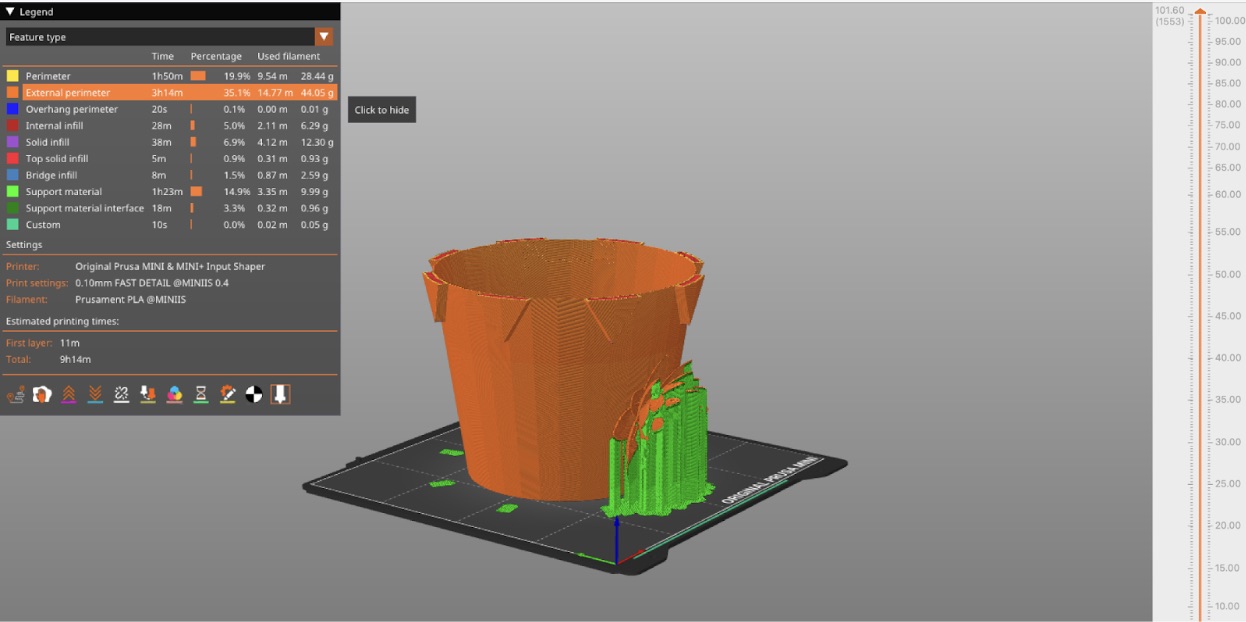 Legend
Feature type
Time Percentage Used filament
Perimeter 1h50m 19.9% 9.54 m 28.44 g
External perimeter 3h14m 35.1% 14.77 m 44.05 g
Overhang perimeter 20s 0.1% 0.00 m 0.01 g
Internal infill 28m 5.0% 2.11 m 6.29 g
Solid infill 38m 6.9% 4.12 m 12.30 g
Top solid infill 5m 0.9% 0.31 m 0.93 g
Bridge infill 8m 1.5% 0.87 m 2.59 g
Support material 1h23m 14.9% 3.35 m 9.99 g
Support material interface 18m 3.3% 0.32 m 0.96 g
Custom 10s 0.0% 0.02 m 0.05 g
Settings
Printer: Original Prusa MINI & MINI+ Input Shaper
Print settings: 0.10mm FAST DETAIL @MINIIS 0.4
Filament: Prusament PLA @MINIIS
Estimated printing times:
First layer: 11m
Total: 9h14m
Click to hide
ORIGINAL PRUSA MINI
101.60
(1553)
100.00
95.00
90.00
85.00
80.00
75.00
70.00
65.00
60.00
55.00
50.00
45.00
40.00
35.00
30.00
25.00
20.00
15.00
10.00